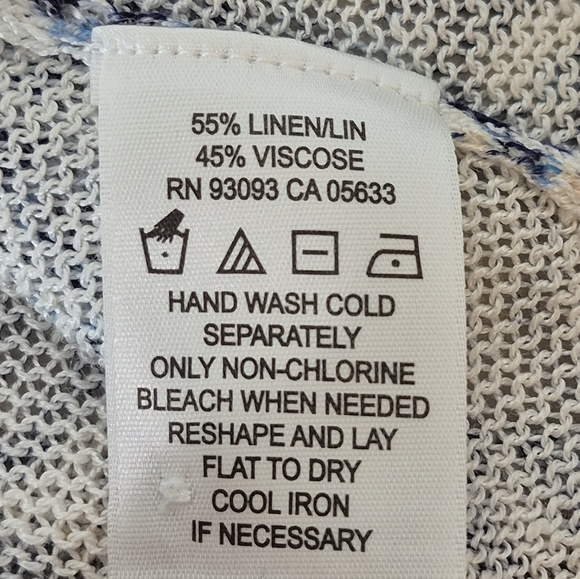 55% LINEN/LIN
45% VISCOSE
RN 93093 CA 05633
HAND WASH COLD
SEPARATELY
ONLY NON-CHLORINE
BLEACH WHEN NEEDED
RESHAPE AND LAY
FLAT TO DRY
COOL IRON
IF NECESSARY